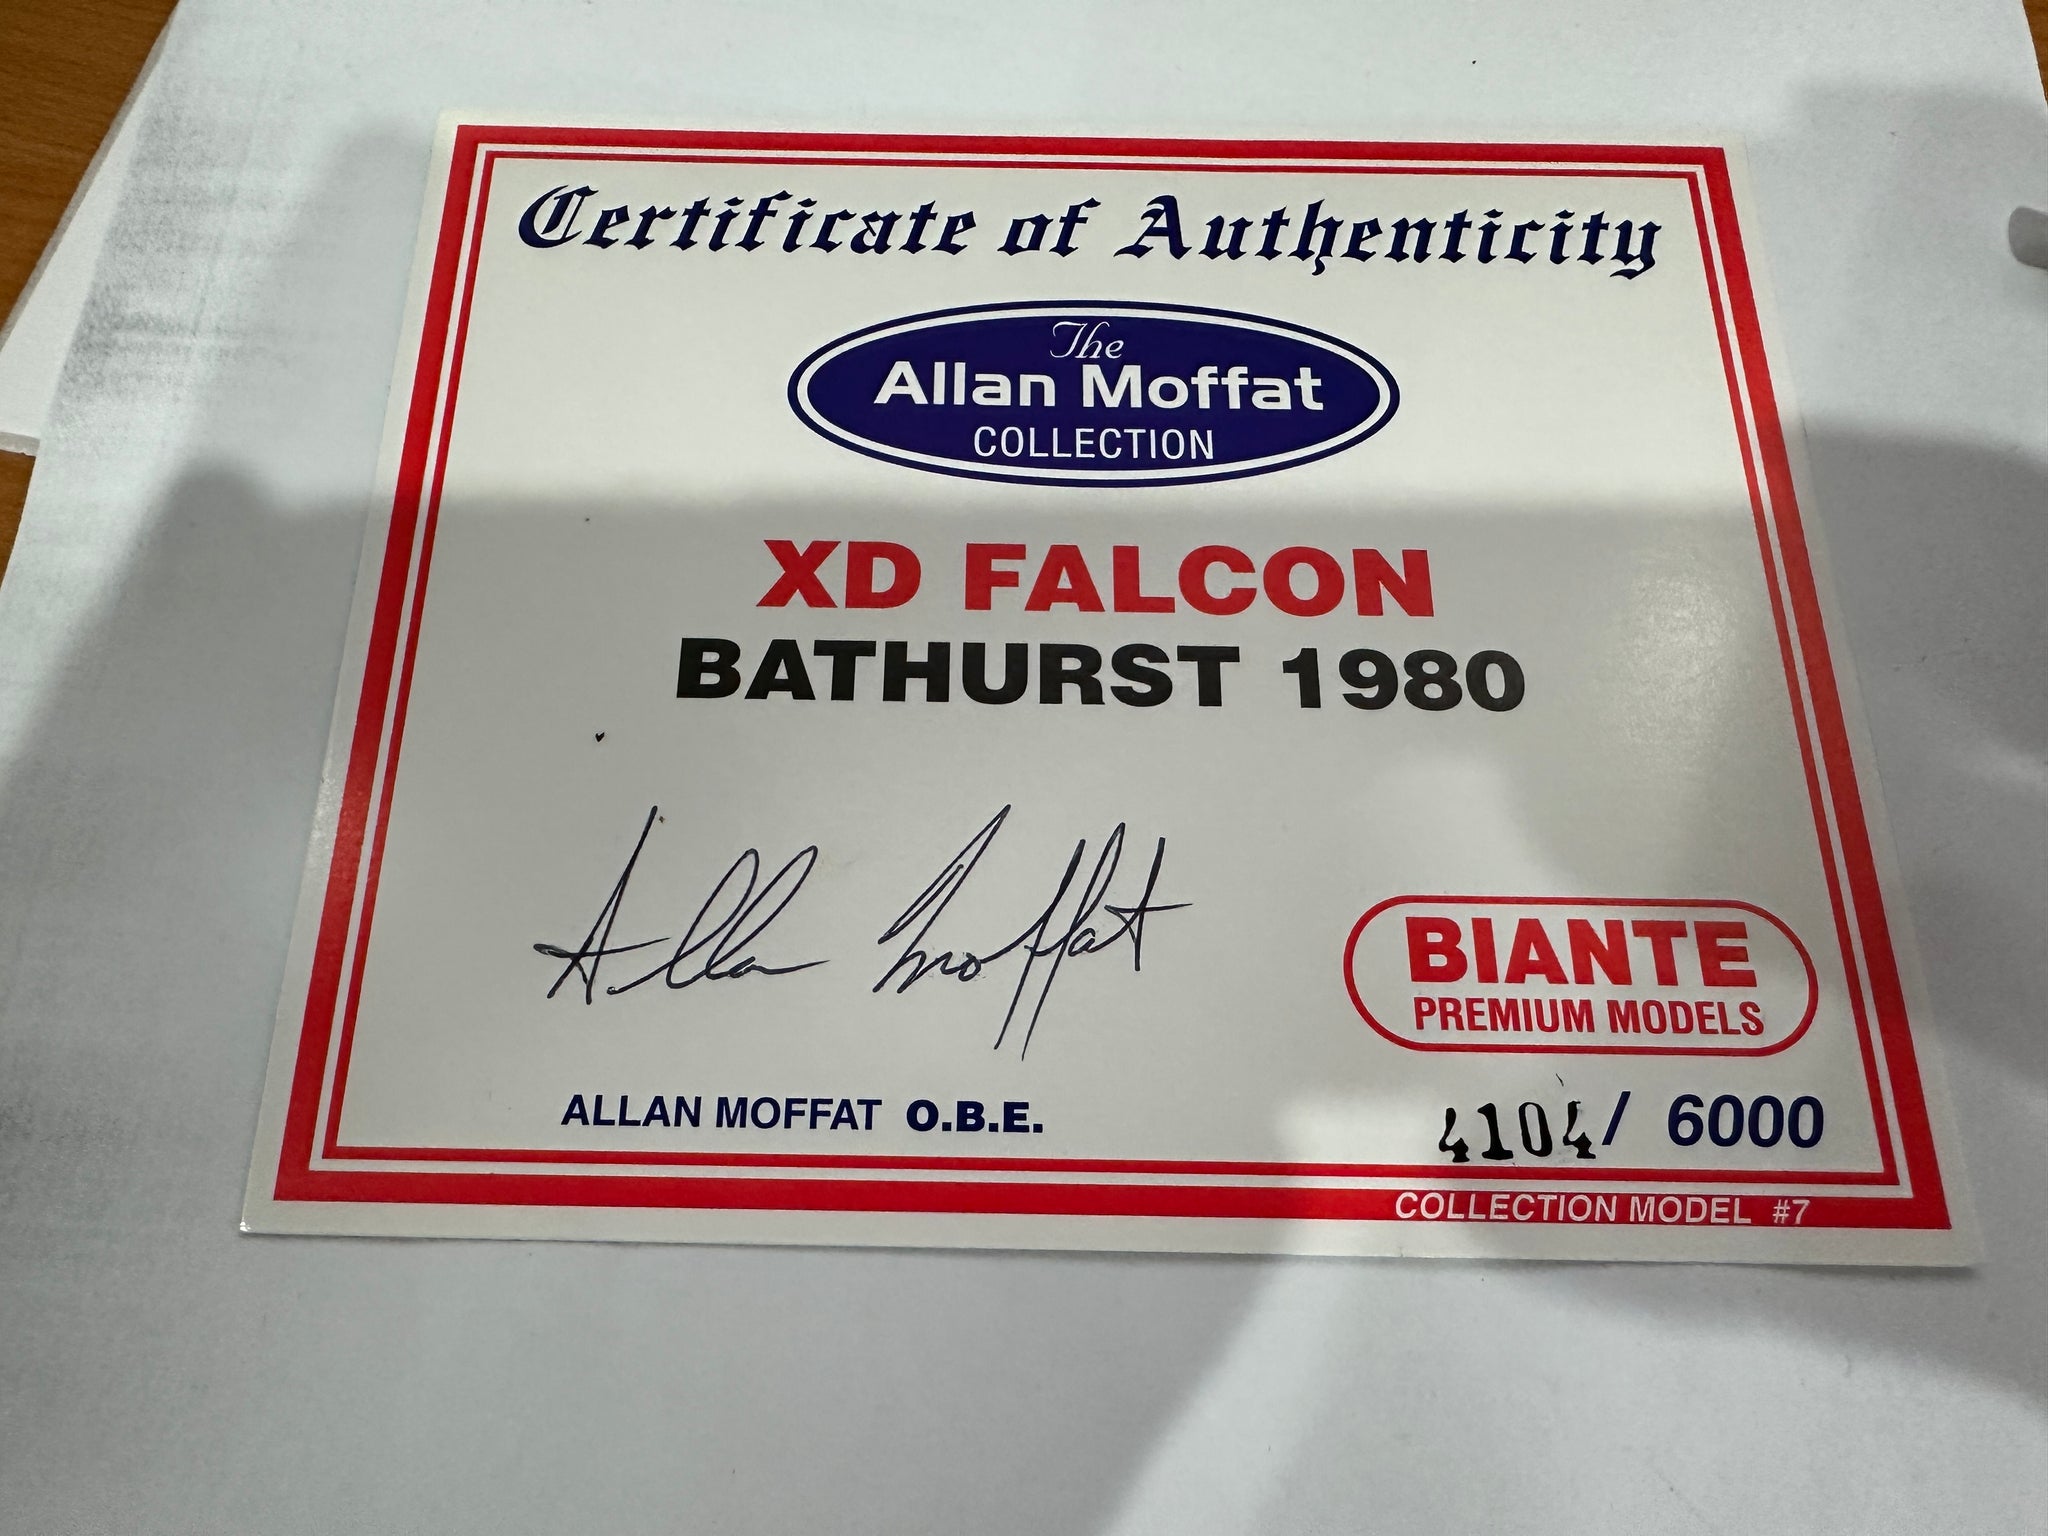 Certificate of Authenticity
The
Allan Moffat
COLLECTION
XD FALCON
BATHURST 1980
Allan Moffat
BIANTE
PREMIUM MODELS
ALLAN MOFFAT O.B.E.
4104 / 6000
COLLECTION MODEL #7